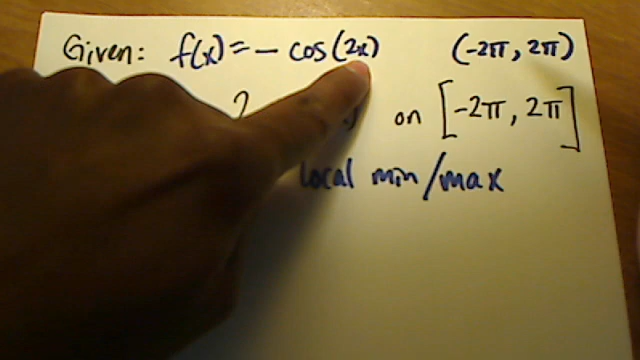 Given: f(x) = - cos(2x) (-2π, 2π)
? on [-2π, 2π]
local min/max